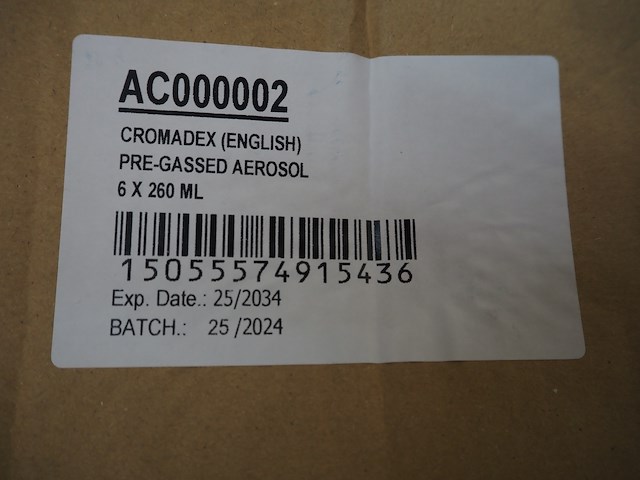 AC000002
CROMADEX (ENGLISH)
PRE-GASSED AEROSOL
6 X 260 ML
15055574915436
Exp. Date.: 25/2034
BATCH.: 25 /2024